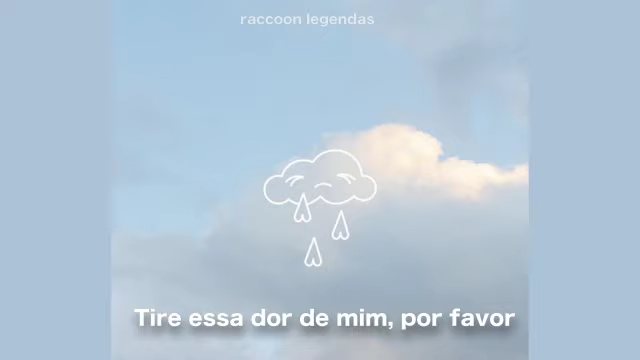 raccoon legendas
Tire essa dor de mim, por favor